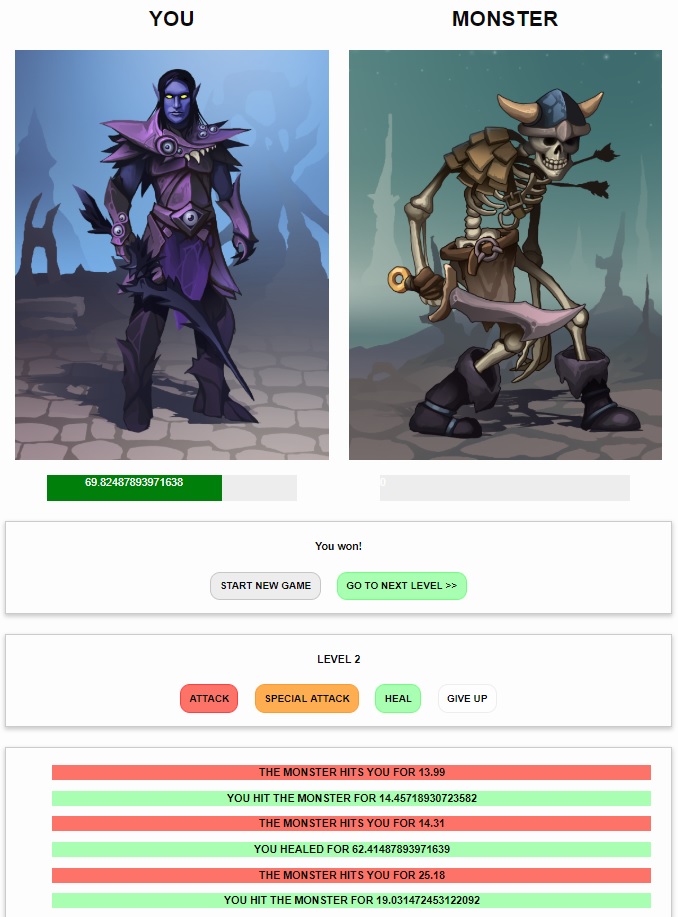 YOU
MONSTER
69.82487893971638
0
You won!
START NEW GAME
GO TO NEXT LEVEL >>
LEVEL 2
ATTACK
SPECIAL ATTACK
HEAL
GIVE UP
THE MONSTER HITS YOU FOR 13.99
YOU HIT THE MONSTER FOR 14.45718930723582
THE MONSTER HITS YOU FOR 14.31
YOU HEALED FOR 62.41487893971639
THE MONSTER HITS YOU FOR 25.18
YOU HIT THE MONSTER FOR 19.031472453122092